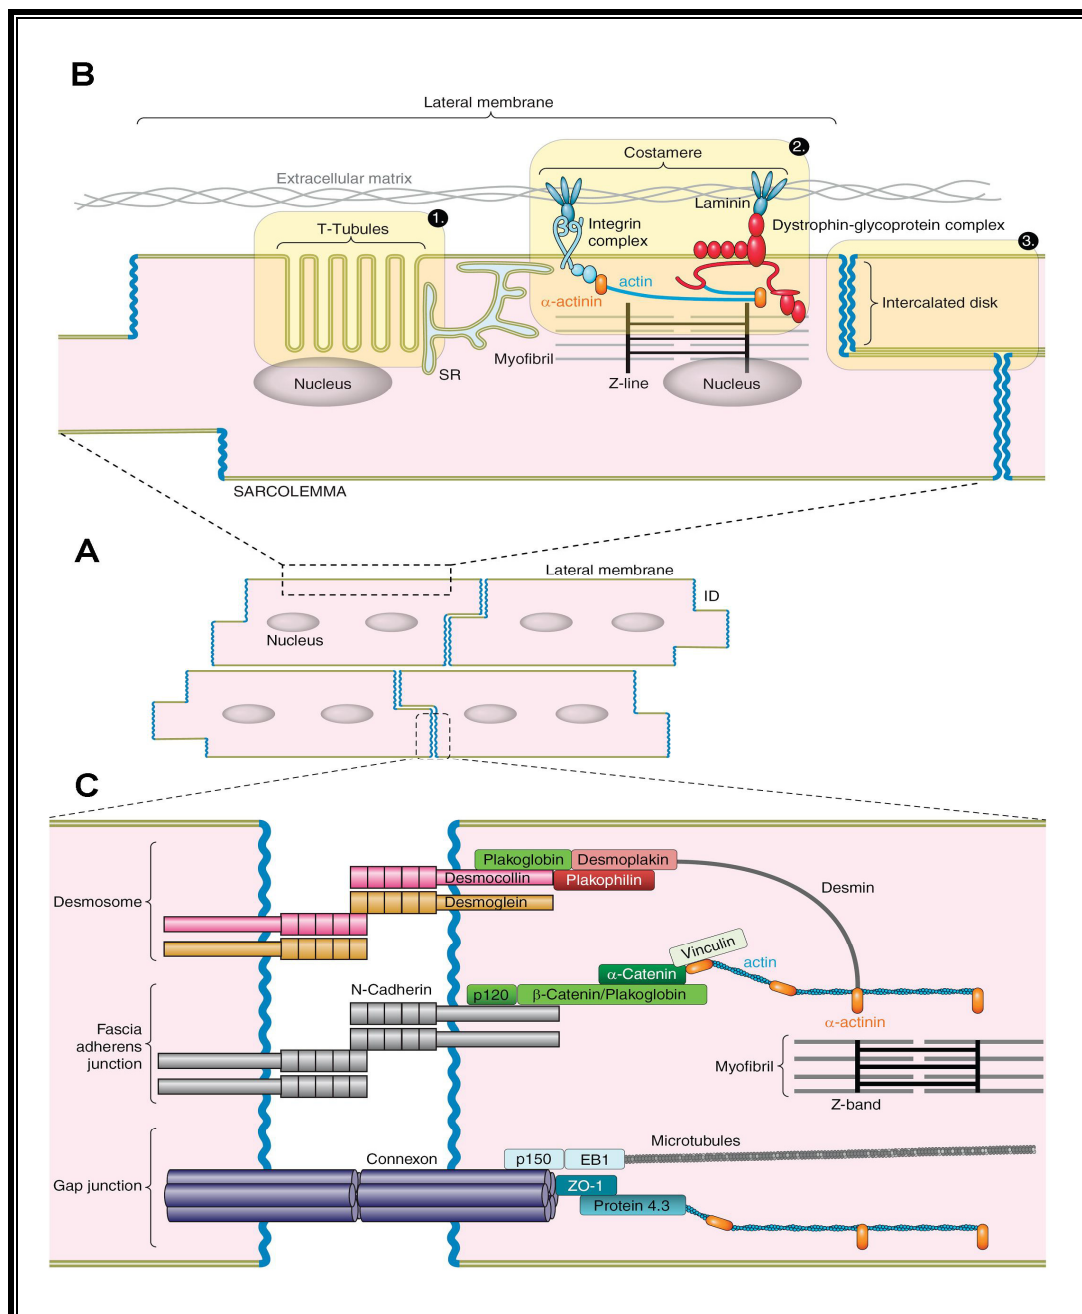 B
Lateral membrane
2.
Costamere
Extracellular matrix
Laminin
1.
T-Tubules
Integrin
complex
Dystrophin-glycoprotein complex
3.
actin
α-actinin
Intercalated disk
Myofibril
SR
Nucleus
Z-line
Nucleus
SARCOLEMMA
A
Lateral membrane
ID
Nucleus
C
Plakoglobin
Desmoplakin
Desmocollin
Plakophilin
Desmin
Desmosome
Desmoglein
Vinculin
actin
α-Catenin
N-Cadherin
p120
β-Catenin/Plakoglobin
α-actinin
Fascia
adherens
junction
Myofibril
Z-band
Microtubules
Connexon
p150
EB1
Gap junction
ZO-1
Protein 4.3